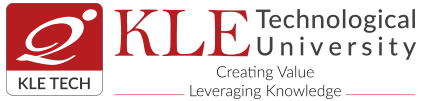 KLE TECH
KLE Technological
University
Creating Value
Leveraging Knowledge